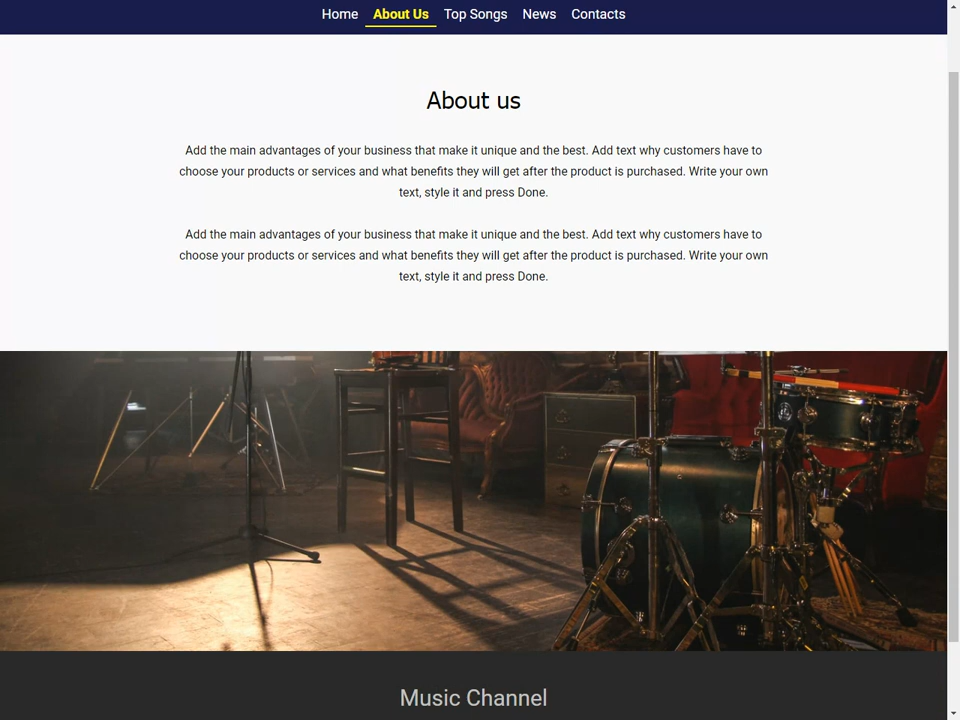 Home About Us Top Songs News Contacts
About us
Add the main advantages of your business that make it unique and the best. Add text why customers have to
choose your products or services and what benefits they will get after the product is purchased. Write your own
text, style it and press Done.
Add the main advantages of your business that make it unique and the best. Add text why customers have to
choose your products or services and what benefits they will get after the product is purchased. Write your own
text, style it and press Done.
Music Channel